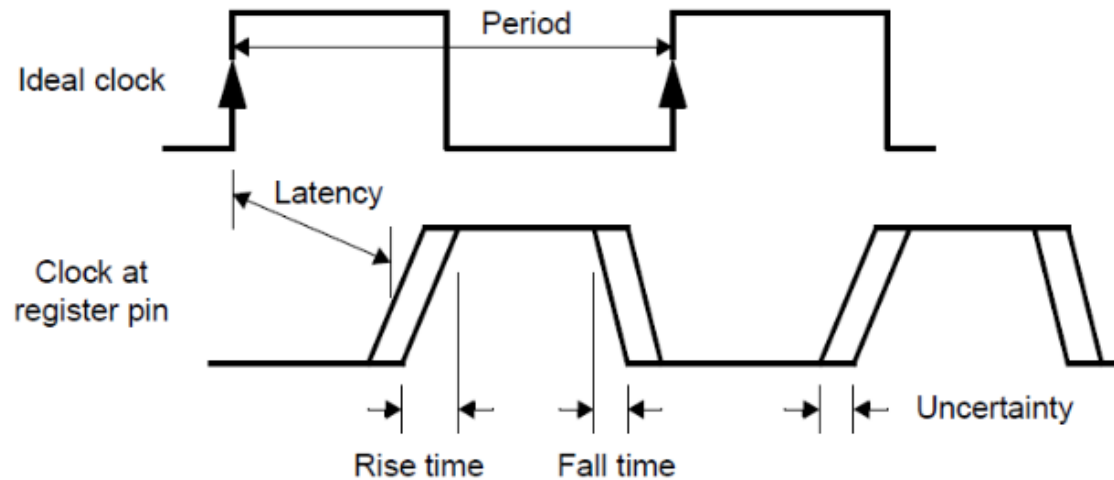 Period
Ideal clock
Latency
Clock at
register pin
Uncertainty
Rise time
Fall time